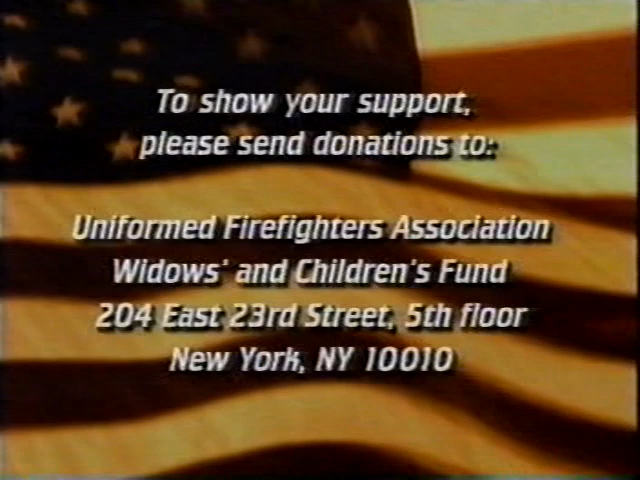 To show your support,
please send donations to:
Uniformed Firefighters Association
Widows' and Children's Fund
204 East 23rd Street, 5th floor
New York, NY 10010